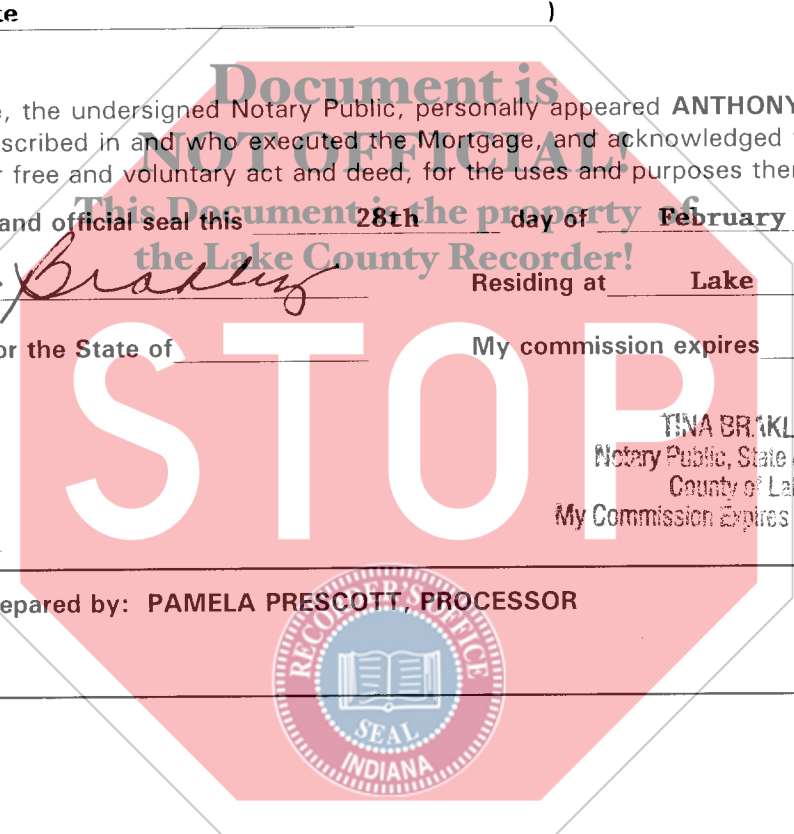 ke )
Document is
e, the undersigned Notary Public, personally appeared ANTHONY
NOT OFFICIAL!
scribed in and who executed the Mortgage, and acknowledged
r free and voluntary act and deed, for the uses and purposes ther
This Document is the property of
and official seal this 28th day of February
the Lake County Recorder!
Residing at Lake
or the State of My commission expires
STOP
TINA BRAKL
Notary Public, State
County of La
My Commission Expires
epared by: PAMELA PRESCOTT, PROCESSOR
RECORDER'S OFFICE
SEAL
INDIANA